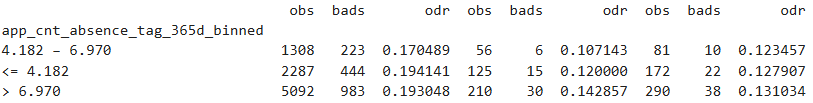 obs bads odr obs bads odr obs bads odr
app_cnt_absence_tag_365d_binned
4.182 – 6.970 1308 223 0.170489 56 6 0.107143 81 10 0.123457
<= 4.182 2287 444 0.194141 125 15 0.120000 172 22 0.127907
> 6.970 5092 983 0.193048 210 30 0.142857 290 38 0.131034